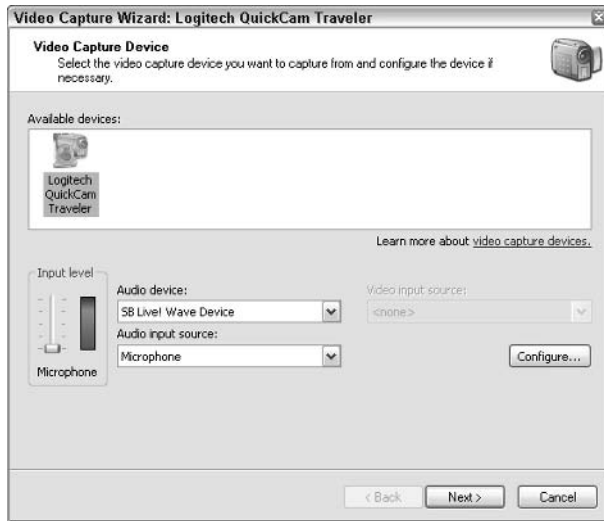 Video Capture Wizard: Logitech QuickCam Traveler
Video Capture Device
Select the video capture device you want to capture from and configure the device if
necessary.
Available devices:
Logitech
QuickCam
Traveler
Learn more about video capture devices.
Input level
Audio device:
Video input source:
SB Live! Wave Device
<none>
Audio input source:
Microphone
Configure...
Microphone
< Back
Next >
Cancel